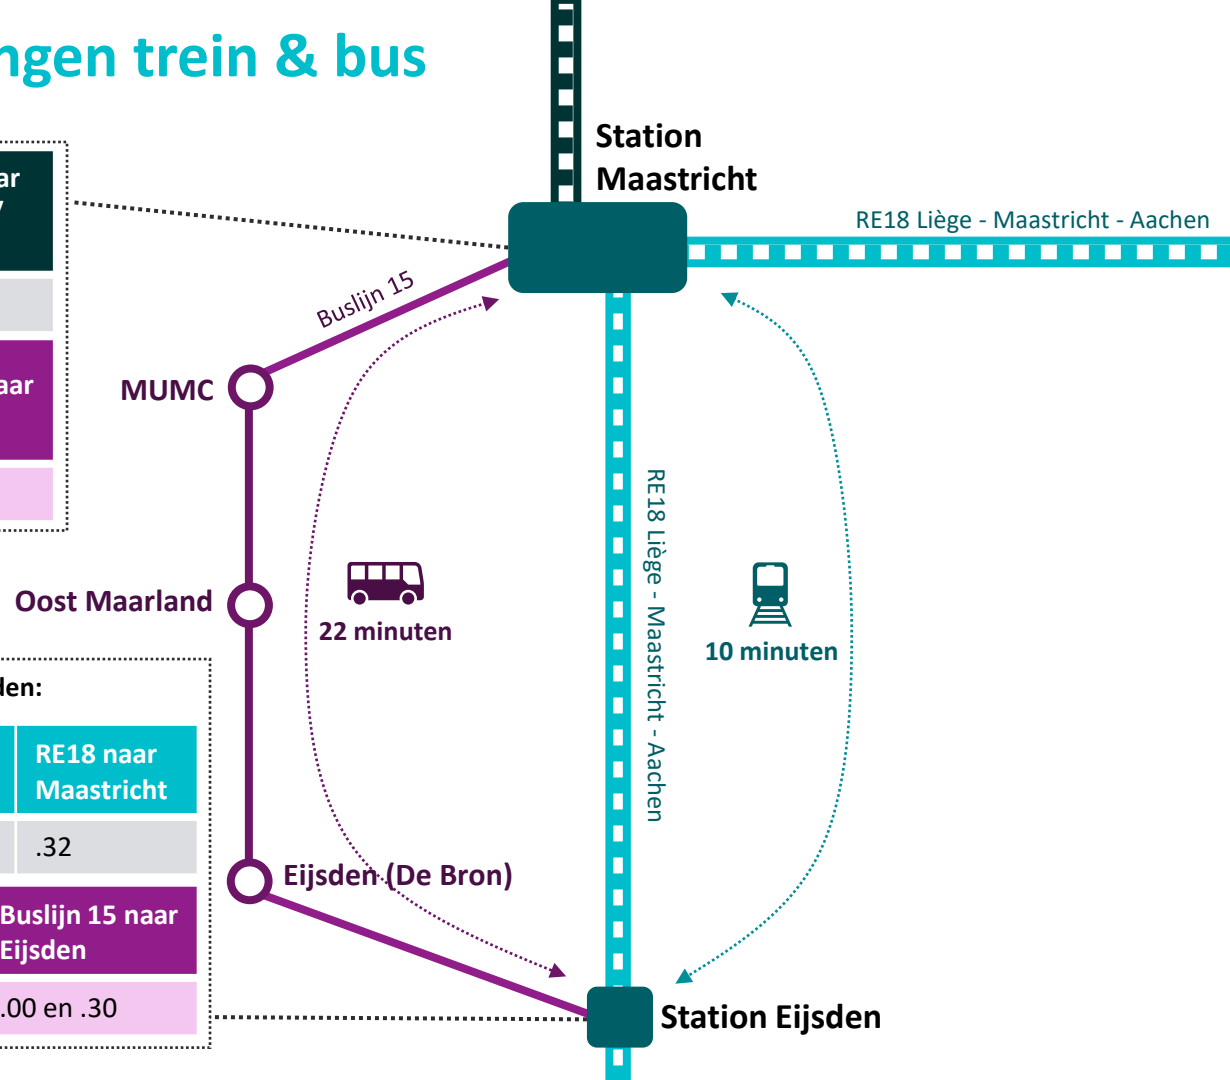 ngen trein & bus
Station
Maastricht
RE18 Liège - Maastricht - Aachen
Buslijn 15
MUMC
RE18 Liège - Maastricht - Aachen
Oost Maarland
22 minuten
10 minuten
den:
RE18 naar
Maastricht
.32
Eijsden (De Bron)
Buslijn 15 naar
Eijsden
.00 en .30
Station Eijsden